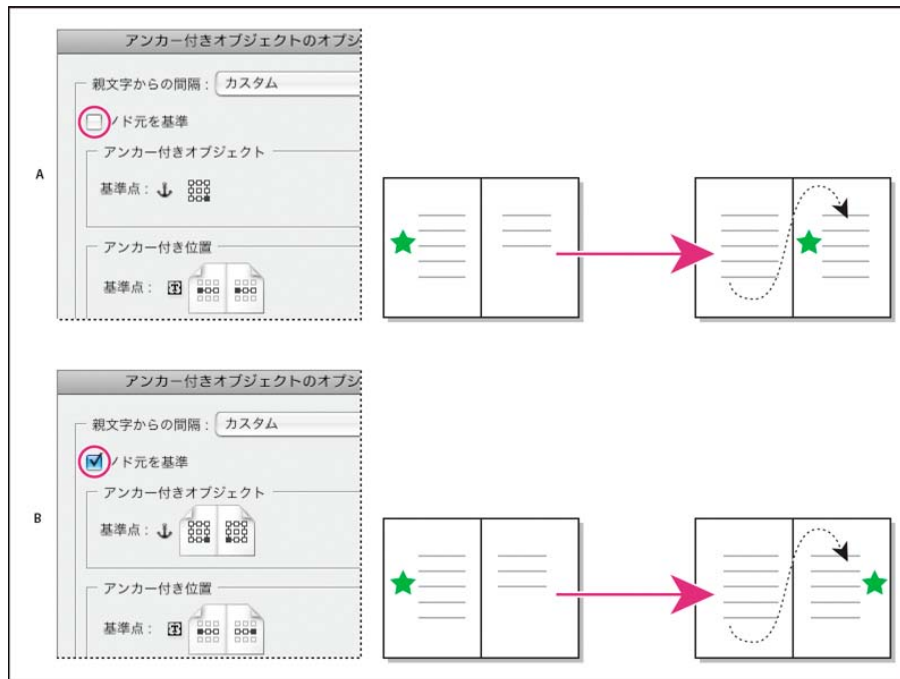 アンカー付きオブジェクトのオプシ
親文字からの間隔： カスタム
ノド元を基準
アンカー付きオブジェクト
A
基準点：
アンカー付き位置
基準点：
アンカー付きオブジェクトのオプシ
親文字からの間隔： カスタム
ノド元を基準
アンカー付きオブジェクト
B
基準点：
アンカー付き位置
基準点：